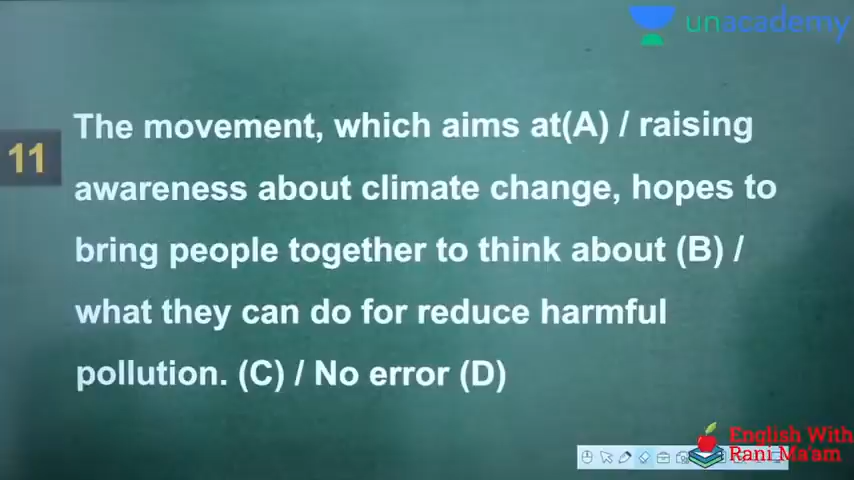 unacademy
11
The movement, which aims at(A) / raising
awareness about climate change, hopes to
bring people together to think about (B) /
what they can do for reduce harmful
pollution. (C) / No error (D)
English With
Rani Ma'am